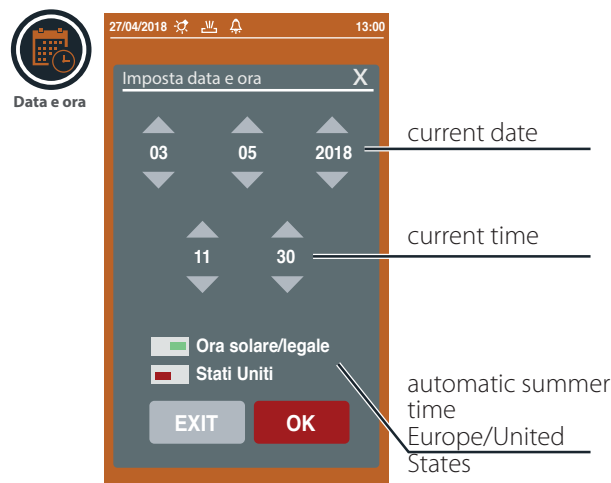 27/04/2018 13:00
Data e ora
Imposta data e ora X
03 05 2018
current date
11 30
current time
Ora solare/legale
Stati Uniti
automatic summer
time
Europe/United
States
EXIT OK